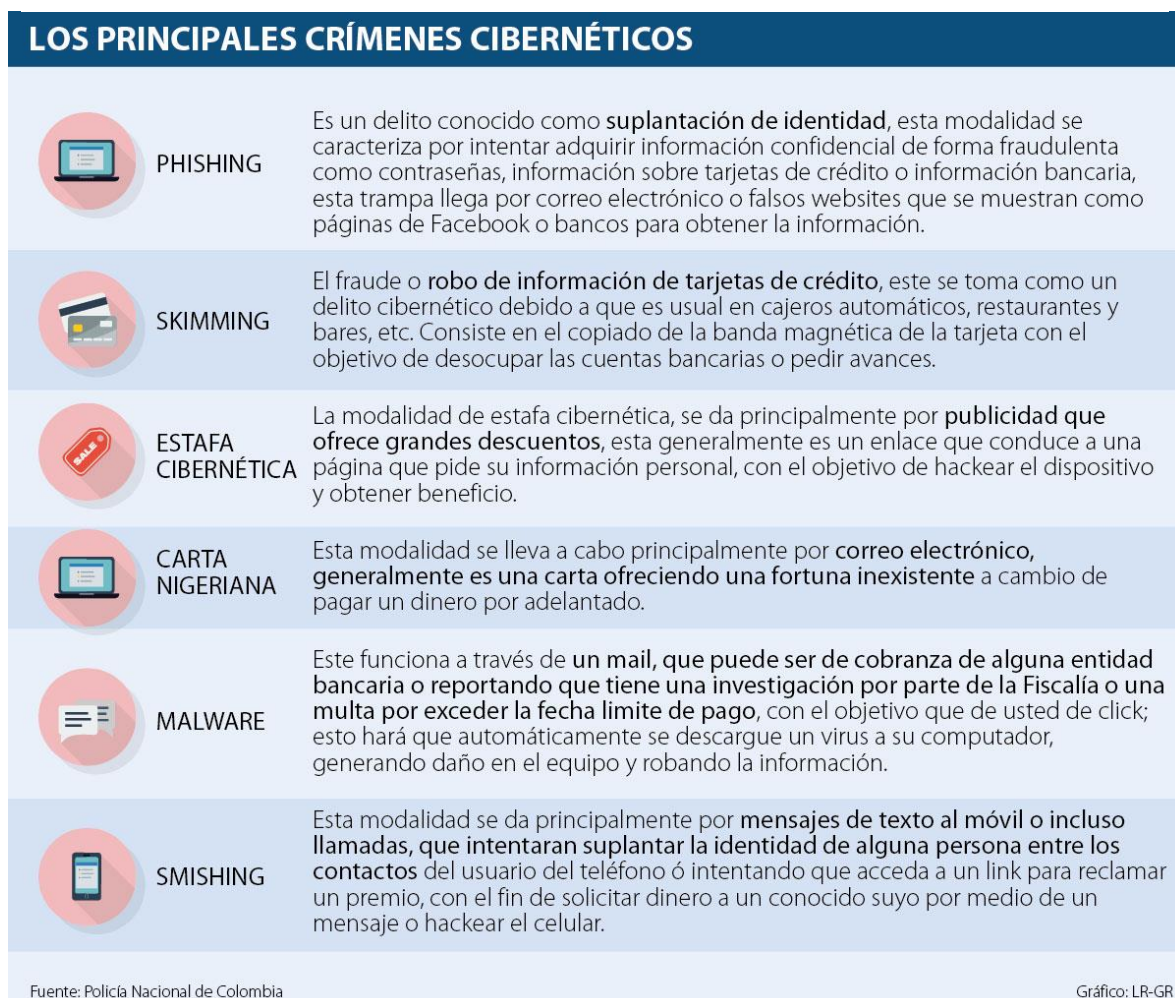 LOS PRINCIPALES CRÍMENES CIBERNÉTICOS
PHISHING
Es un delito conocido como suplantación de identidad, esta modalidad se
caracteriza por intentar adquirir información confidencial de forma fraudulenta
como contraseñas, información sobre tarjetas de crédito o información bancaria,
esta trampa llega por correo electrónico o falsos websites que se muestran como
páginas de Facebook o bancos para obtener la información.
SKIMMING
El fraude o robo de información de tarjetas de crédito, este se toma como un
delito cibernético debido a que es usual en cajeros automáticos, restaurantes y
bares, etc. Consiste en el copiado de la banda magnética de la tarjeta con el
objetivo de desocupar las cuentas bancarias o pedir avances.
SALE
ESTAFA
CIBERNÉTICA
La modalidad de estafa cibernética, se da principalmente por publicidad que
ofrece grandes descuentos, esta generalmente es un enlace que conduce a una
página que pide su información personal, con el objetivo de hackear el dispositivo
y obtener beneficio.
CARTA
NIGERIANA
Esta modalidad se lleva a cabo principalmente por correo electrónico,
generalmente es una carta ofreciendo una fortuna inexistente a cambio de
pagar un dinero por adelantado.
MALWARE
Este funciona a través de un mail, que puede ser de cobranza de alguna entidad
bancaria o reportando que tiene una investigación por parte de la Fiscalía o una
multa por exceder la fecha limite de pago, con el objetivo que de usted de click;
esto hará que automáticamente se descargue un virus a su computador,
generando daño en el equipo y robando la información.
SMISHING
Esta modalidad se da principalmente por mensajes de texto al móvil o incluso
llamadas, que intentaran suplantar la identidad de alguna persona entre los
contactos del usuario del teléfono ó intentando que acceda a un link para reclamar
un premio, con el fin de solicitar dinero a un conocido suyo por medio de un
mensaje o hackear el celular.
Fuente: Policía Nacional de Colombia
Gráfico: LR-GR